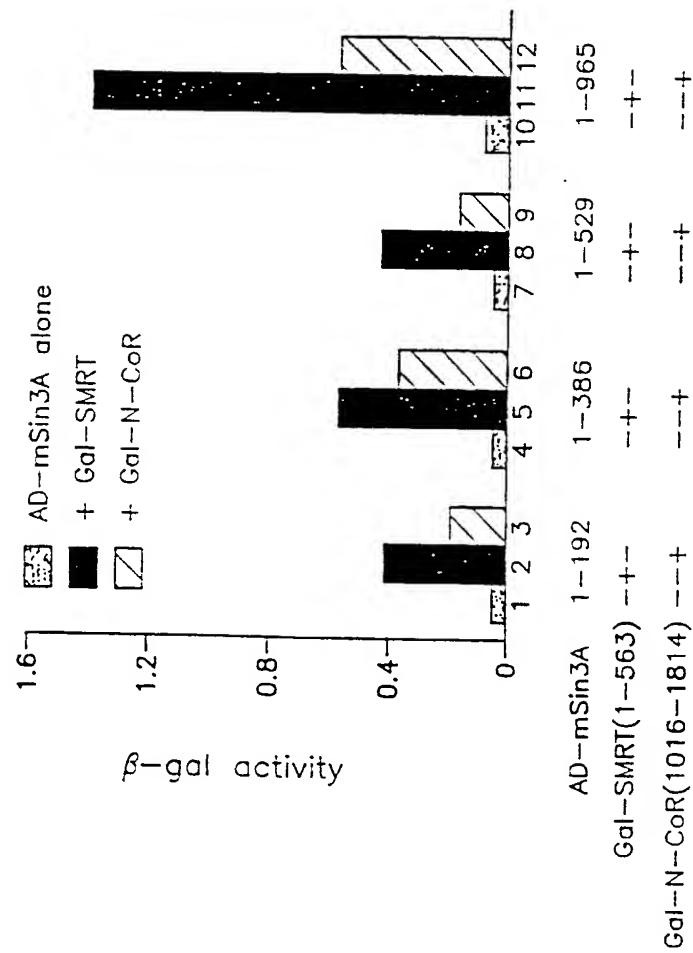 AD-mSin3A alone
+ Gal-SMRT
+ Gal-N-CoR
β-gal activity
1.6
1.2
0.8
0.4
0
1 2 3 4 5 6 7 8 9 10 11 12
AD-mSin3A 1-192 1-386 1-529 1-965
Gal-SMRT(1-563) -+- -+- -+- -+-
Gal-N-CoR(1016-1814) --+ --+ --+ --+